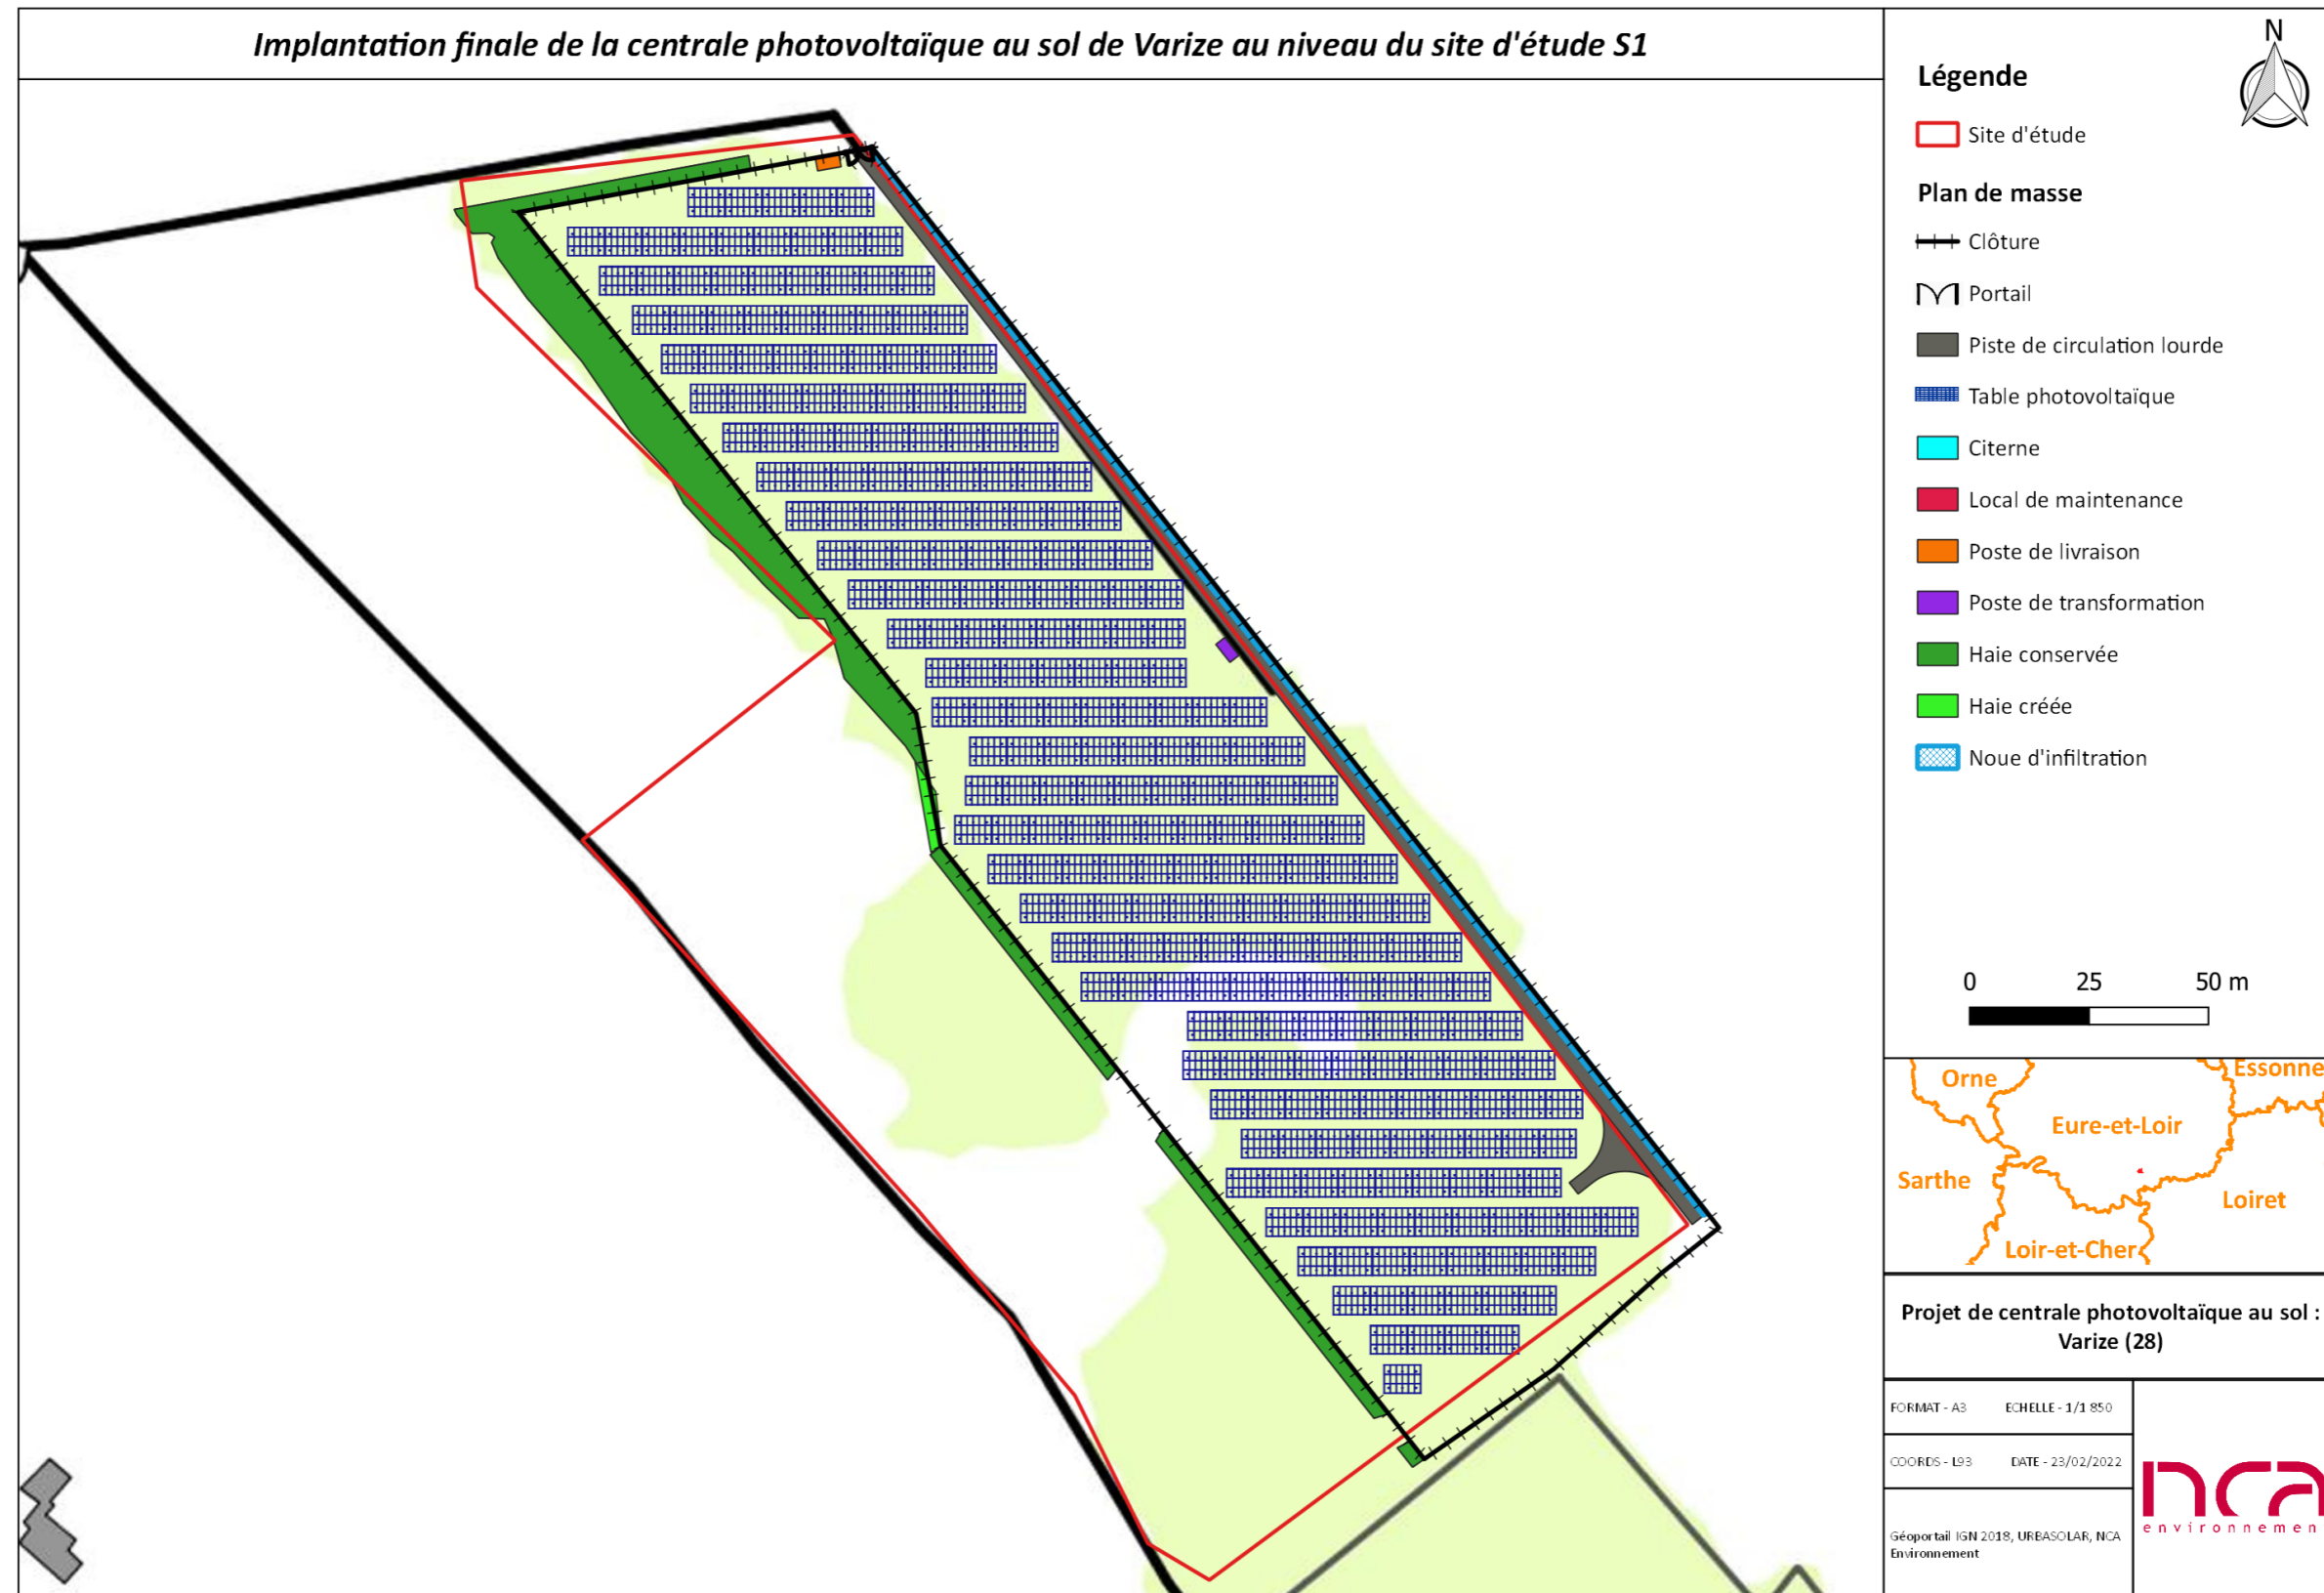 Implantation finale de la centrale photovoltaïque au sol de Varize au niveau du site d'étude S1
N
Légende
Site d'étude
Plan de masse
Clôture
Portail
Piste de circulation lourde
Table photovoltaïque
Citerne
Local de maintenance
Poste de livraison
Poste de transformation
Haie conservée
Haie créée
Noue d'infiltration
0 25 50 m
Orne
Essonne
Eure-et-Loir
Sarthe
Loiret
Loir-et-Cher
Projet de centrale photovoltaïque au sol :
Varize (28)
FORMAT - A3 ECHELLE - 1/1 850
COORDS - L93 DATE - 23/02/2022
Géoportail IGN 2018, URBASOLAR, NCA
Environnement
nca
environnemen